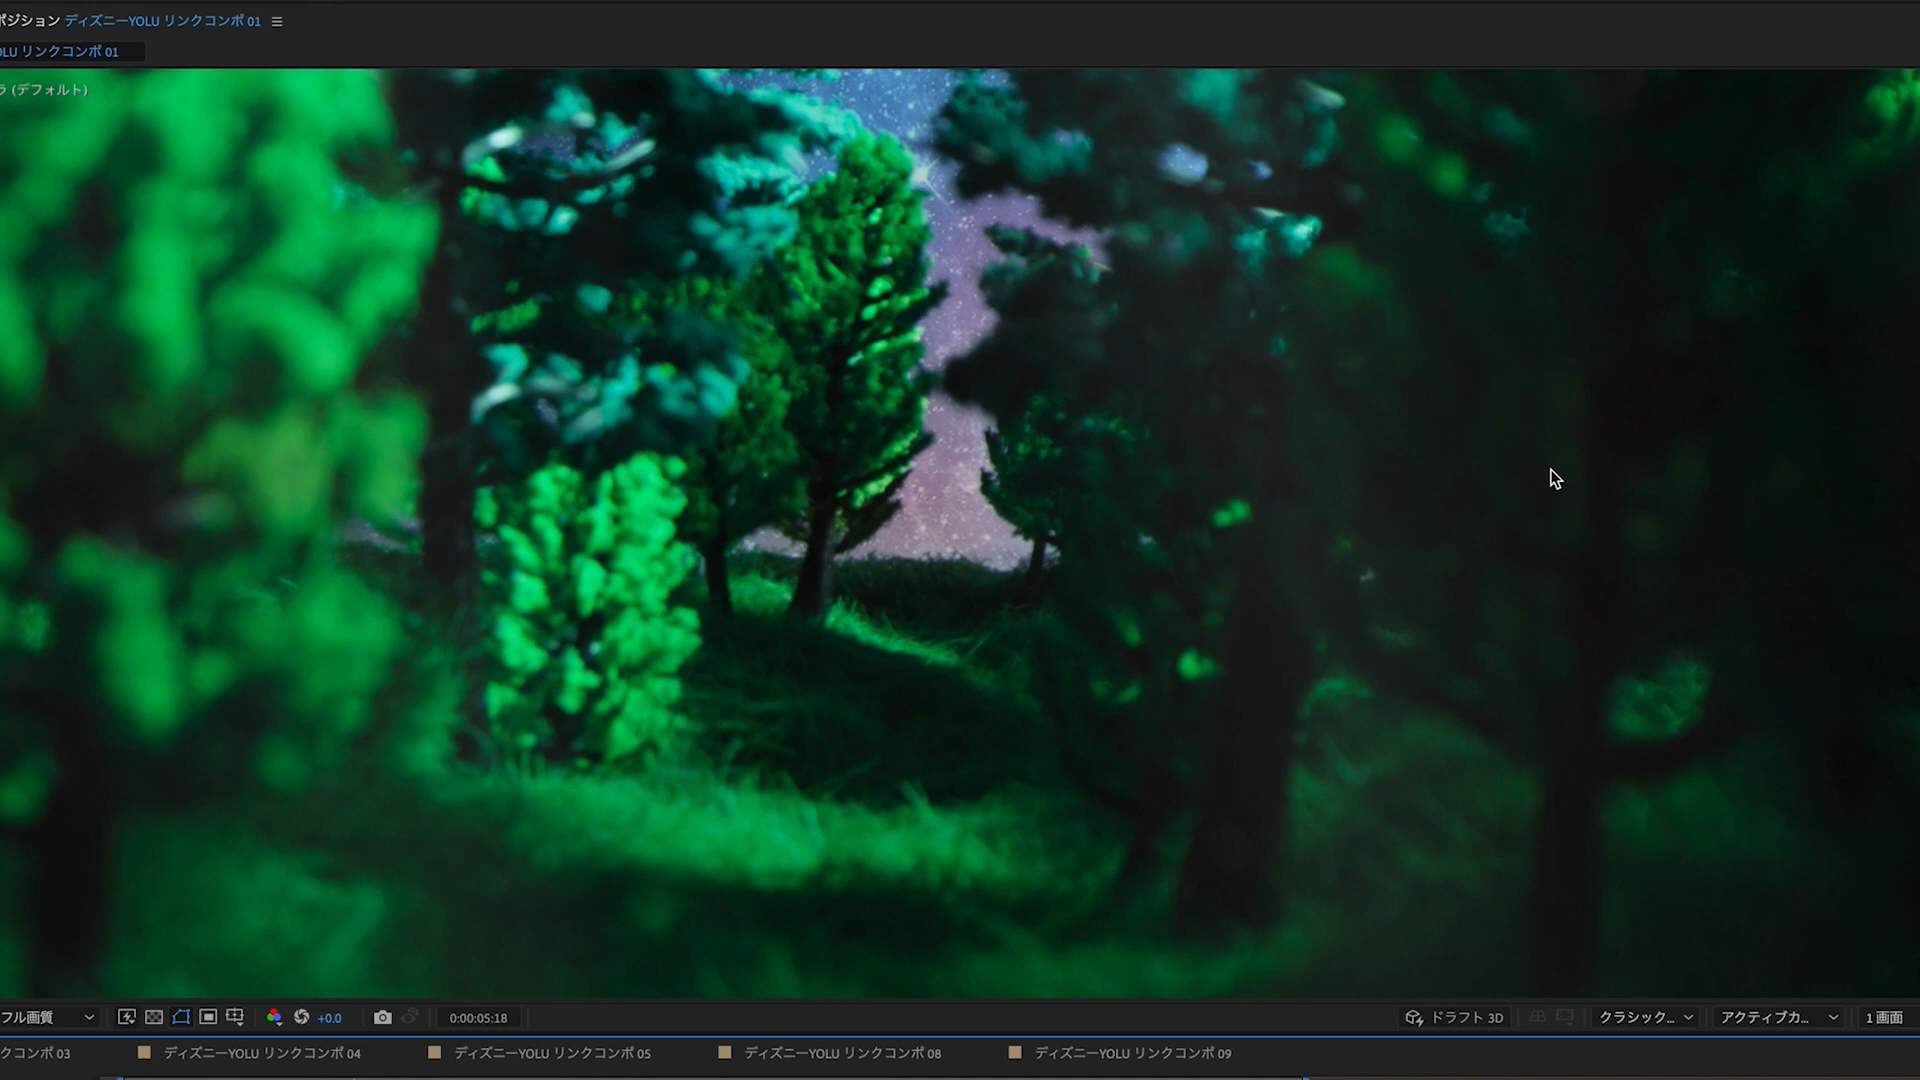 ポジション ディズニーYOLU リンクコンポ 01
OLU リンクコンポ 01
ラ (デフォルト)
フル画質
+0.0
0:00:05:18
ドラフト 3D
クラシック...
アクティブカ...
1 画面
クコンポ 03
ディズニーYOLU リンクコンポ 04
ディズニーYOLU リンクコンポ 05
ディズニーYOLU リンクコンポ 08
ディズニーYOLU リンクコンポ 09